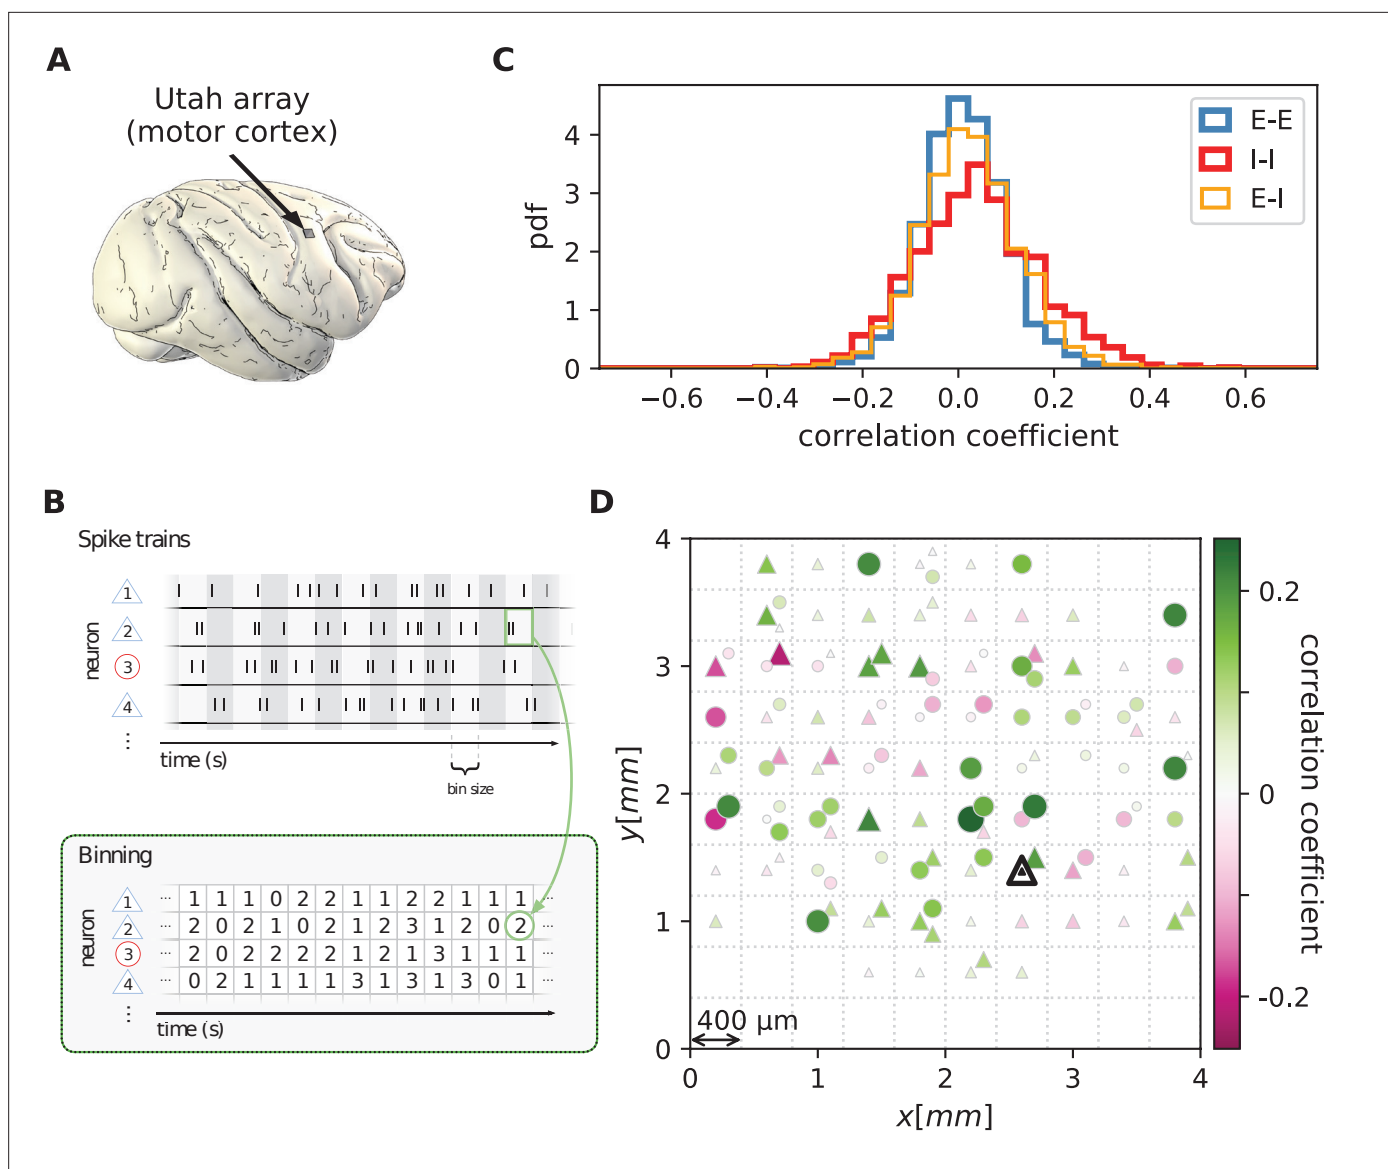 A
Utah array
(motor cortex)
C
pdf
4
3
2
1
0
−0.6 −0.4 −0.2 0.0 0.2 0.4 0.6
correlation coefficient
E-E
I-I
E-I
B
Spike trains
neuron
1
2
3
4
⋮
time (s)
bin size
Binning
neuron
1 ··· 1 1 1 0 2 2 1 1 2 2 1 1 1 ···
2 ··· 2 0 2 1 0 2 1 2 3 1 2 0 2 ···
3 ··· 2 0 2 2 2 2 1 2 1 3 1 1 1 ···
4 ··· 0 2 1 1 1 1 3 1 3 1 3 0 1 ···
⋮
time (s)
D
y[mm]
4
3
2
1
0
400 μm
0 1 2 3 4
x[mm]
0.2
0
-0.2
correlation coefficient